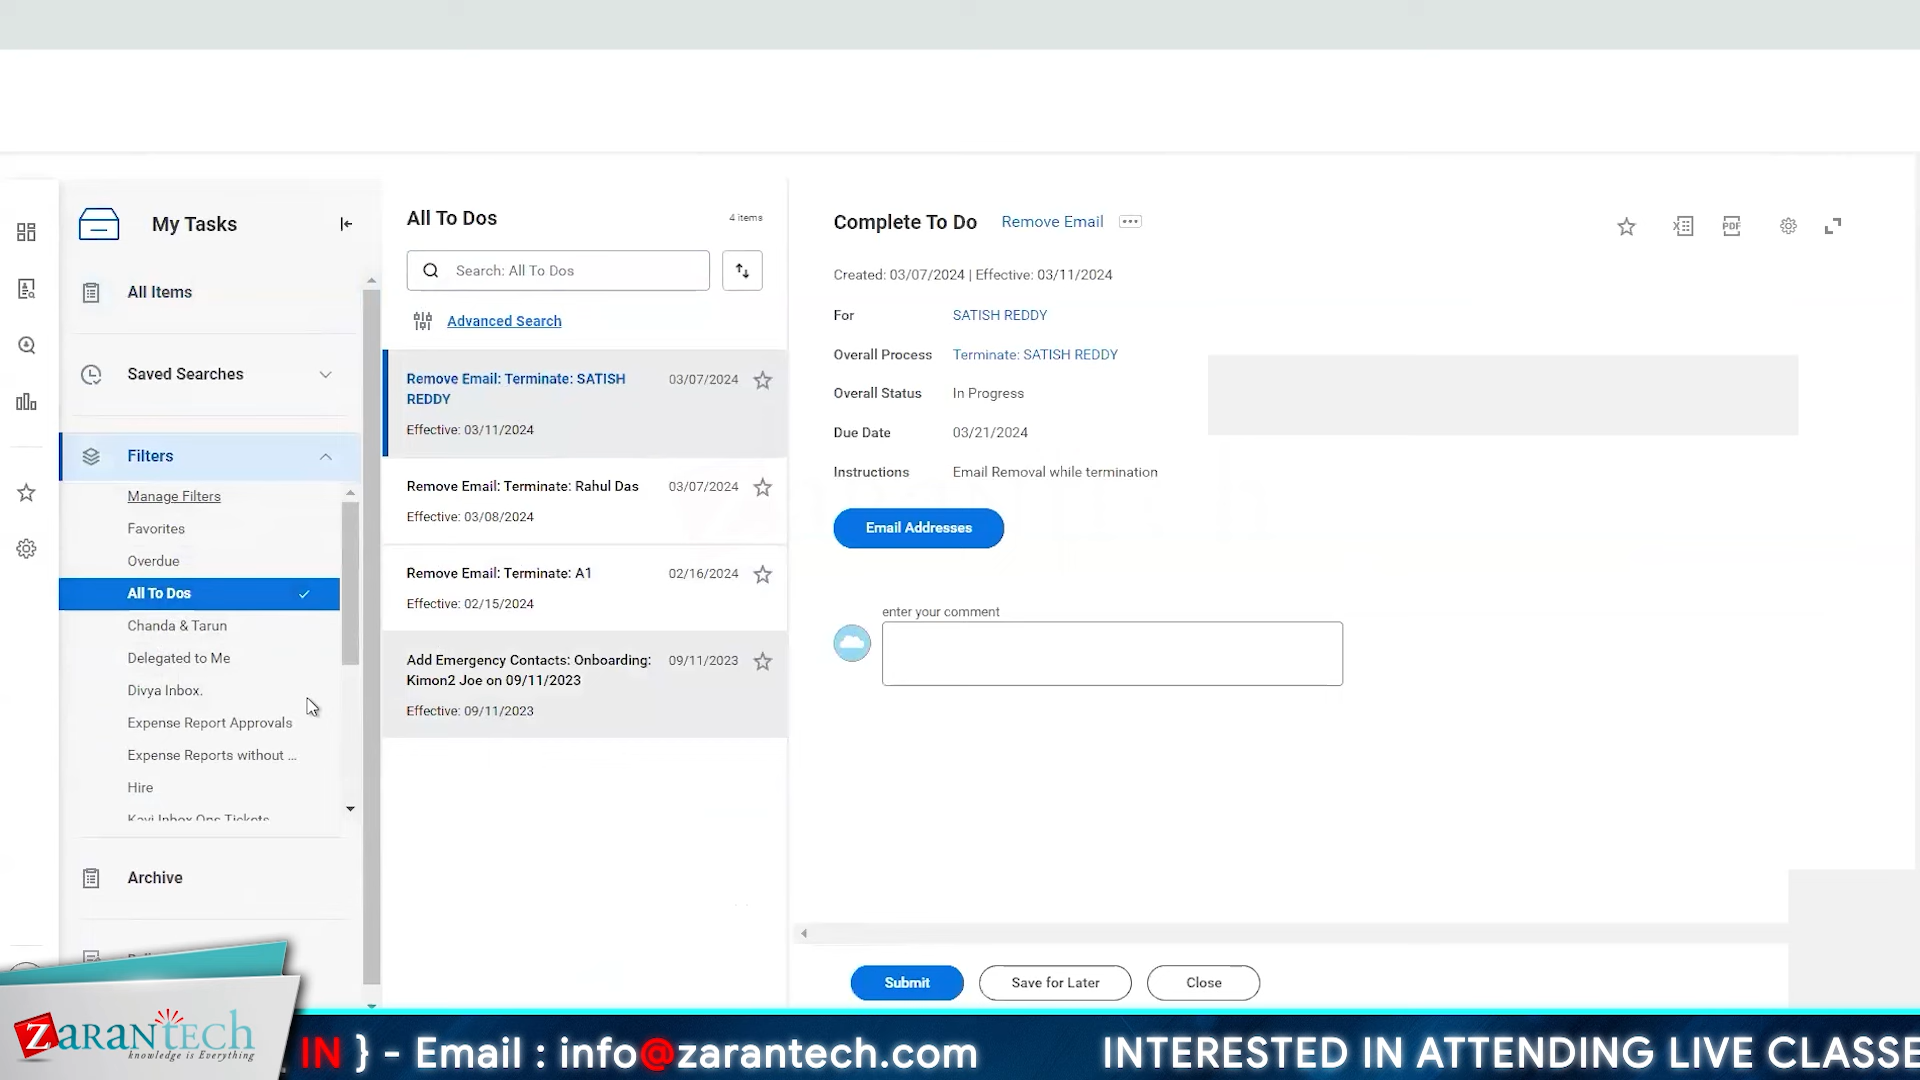 My Tasks
All Items
Saved Searches
Filters
Manage Filters
Favorites
Overdue
All To Dos
Chanda & Tarun
Delegated to Me
Divya Inbox.
Expense Report Approvals
Expense Reports without ...
Hire
Kavi Inbox Ops Tickets
Archive
All To Dos
4 items
Search: All To Dos
Advanced Search
Remove Email: Terminate: SATISH
REDDY
03/07/2024
Effective: 03/11/2024
Remove Email: Terminate: Rahul Das
03/07/2024
Effective: 03/08/2024
Remove Email: Terminate: A1
02/16/2024
Effective: 02/15/2024
Add Emergency Contacts: Onboarding:
Kimon2 Joe on 09/11/2023
09/11/2023
Effective: 09/11/2023
Complete To Do Remove Email
PDF
Created: 03/07/2024 | Effective: 03/11/2024
For SATISH REDDY
Overall Process Terminate: SATISH REDDY
Overall Status In Progress
Due Date 03/21/2024
Instructions Email Removal while termination
Email Addresses
enter your comment
Submit Save for Later Close
ZARANTECH
knowledge is Everything
IN } - Email : info@zarantech.com INTERESTED IN ATTENDING LIVE CLASSE